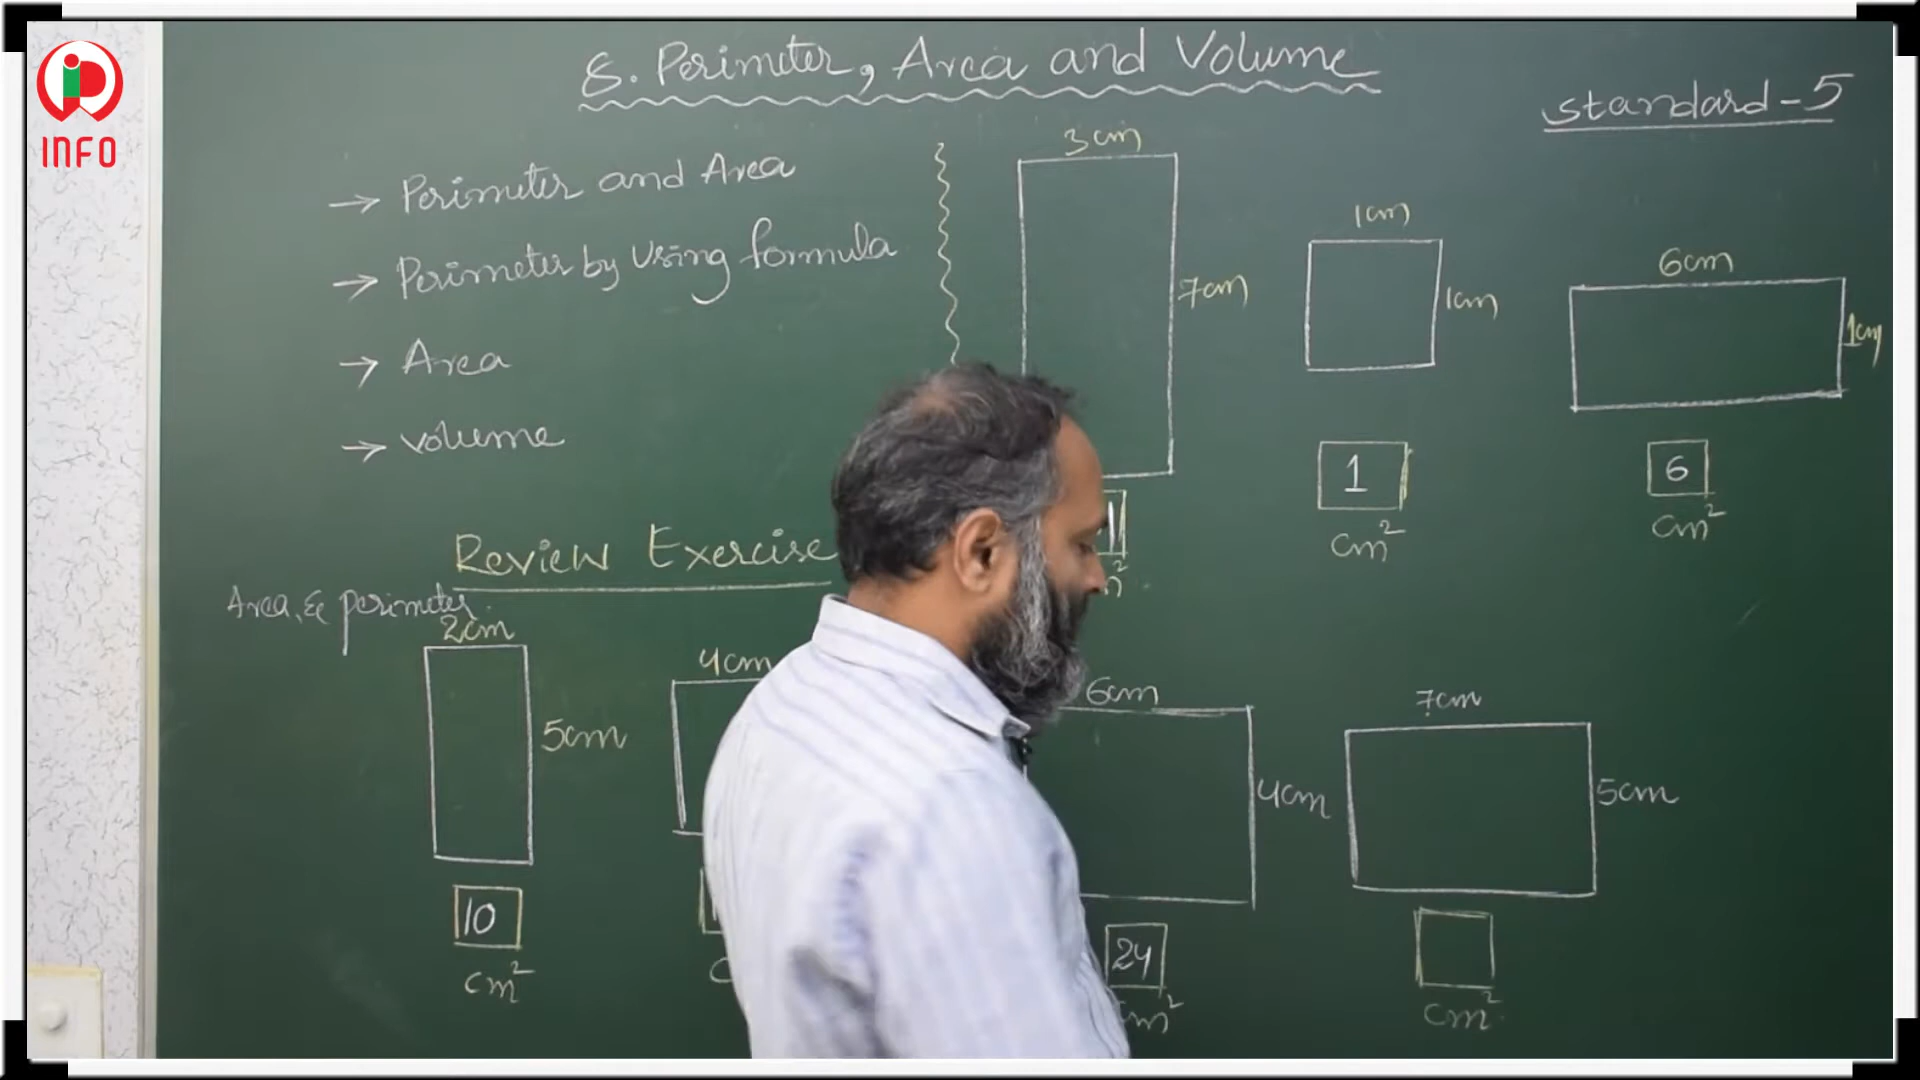 INFO
8. Perimeter, Area and Volume
Standard-5
→ Perimeter and Area
→ Perimeter by Using formula
→ Area
→ Volume
3cm
7cm
1cm
1cm
1
cm²
6cm
1cm
6
cm²
Review Exercise
Area, & perimeter.
2cm
5cm
10
cm²
4cm
6cm
4cm
24
cm²
7cm
5cm
cm²